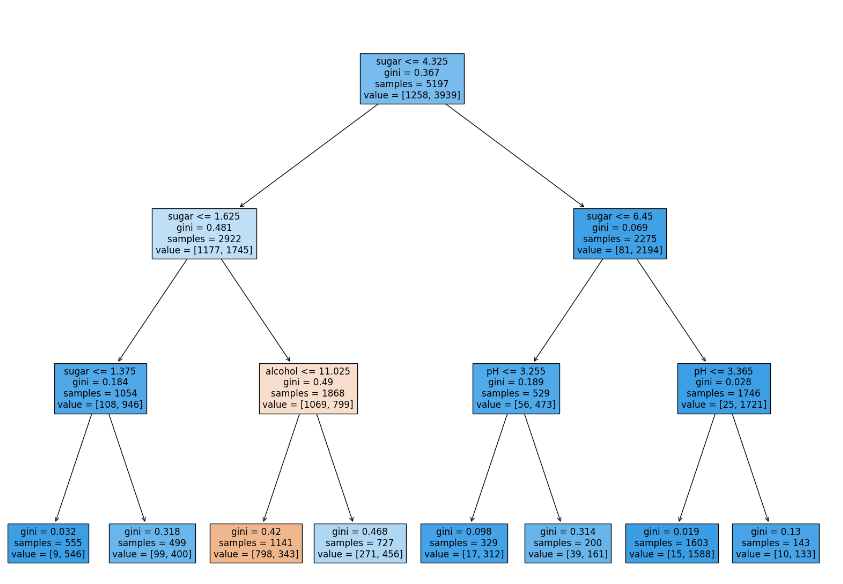 sugar <= 4.325
gini = 0.367
samples = 5197
value = [1258, 3939]
sugar <= 1.625
gini = 0.481
samples = 2922
value = [1177, 1745]
sugar <= 6.45
gini = 0.069
samples = 2275
value = [81, 2194]
sugar <= 1.375
gini = 0.184
samples = 1054
value = [108, 946]
alcohol <= 11.025
gini = 0.49
samples = 1868
value = [1069, 799]
pH <= 3.255
gini = 0.189
samples = 529
value = [56, 473]
pH <= 3.365
gini = 0.028
samples = 1746
value = [25, 1721]
gini = 0.032
samples = 555
value = [9, 546]
gini = 0.318
samples = 499
value = [99, 400]
gini = 0.42
samples = 1141
value = [798, 343]
gini = 0.468
samples = 727
value = [271, 456]
gini = 0.098
samples = 329
value = [17, 312]
gini = 0.314
samples = 200
value = [39, 161]
gini = 0.019
samples = 1603
value = [15, 1588]
gini = 0.13
samples = 143
value = [10, 133]